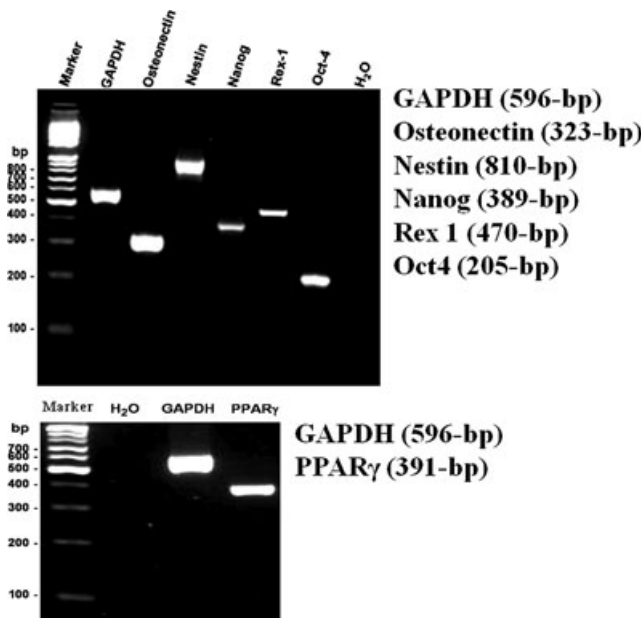 Marker GAPDH Osteonectin Nestin Nanog Rex-1 Oct-4 H₂O
bp
800 -
700 -
600 -
500 -
400 -
300 -
200 -
100 -
GAPDH (596-bp)
Osteonectin (323-bp)
Nestin (810-bp)
Nanog (389-bp)
Rex 1 (470-bp)
Oct4 (205-bp)
Marker H₂O GAPDH PPARγ
bp
700 -
600 -
500 -
400 -
300 -
200 -
100 -
GAPDH (596-bp)
PPARγ (391-bp)